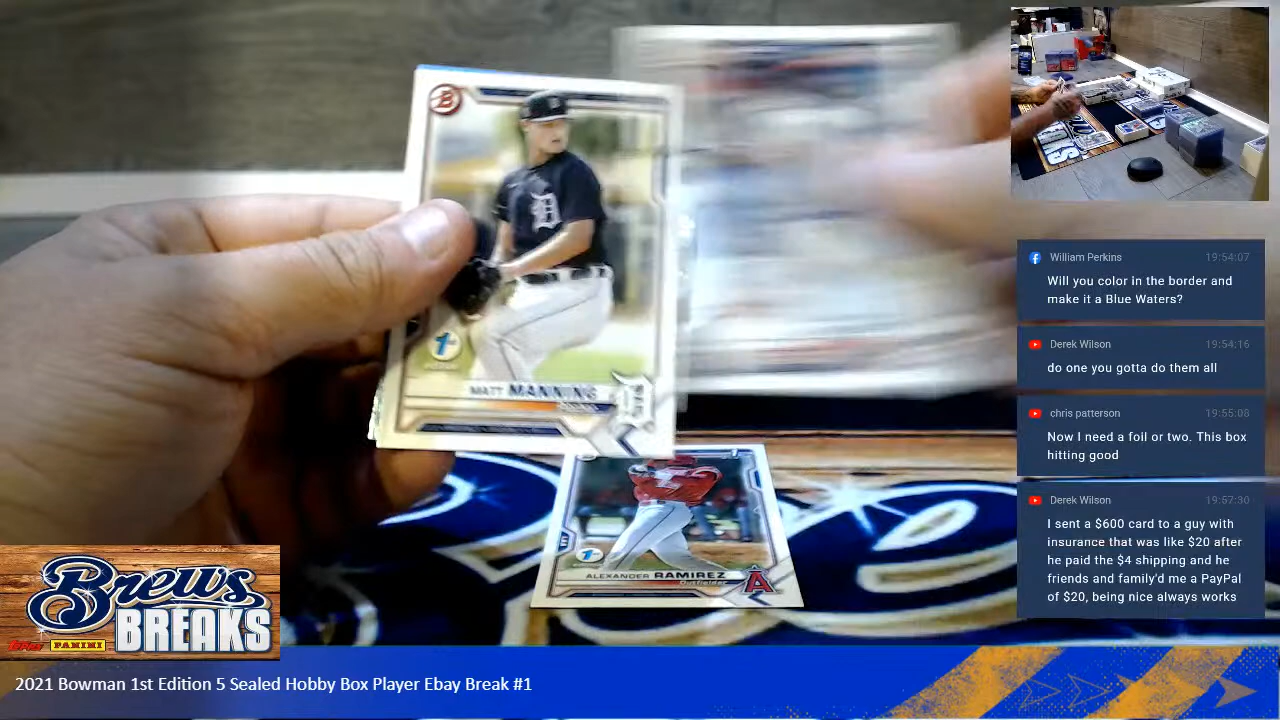 B
D
1st
MATT MANNING
D
1st
ALEXANDER RAMIREZ
Outfielder
A
William Perkins 19:54:07
Will you color in the border and
make it a Blue Waters?
Derek Wilson 19:54:16
do one you gotta do them all
chris patterson 19:55:08
Now I need a foil or two. This box
hitting good
Derek Wilson 19:57:30
I sent a $600 card to a guy with
insurance that was like $20 after
he paid the $4 shipping and he
friends and family'd me a PayPal
of $20, being nice always works
Brews
BREAKS
Topps PANINI
2021 Bowman 1st Edition 5 Sealed Hobby Box Player Ebay Break #1